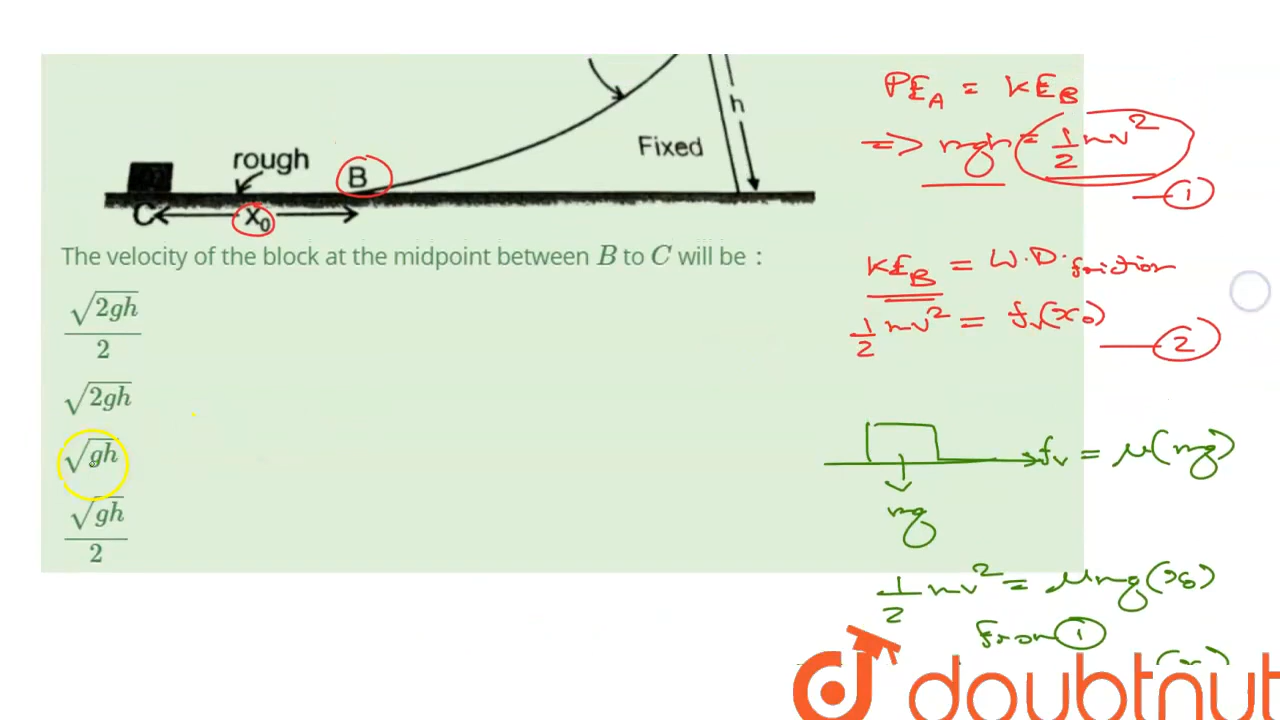 h
Fixed
rough
B
C
x₀
The velocity of the block at the midpoint between B to C will be :
√2gh
2
√2gh
√gh
√gh
2
PE_A = KE_B
=> mgh = 1/2 mv²
1
KE_B = W.D. friction
1/2 mv² = fr(x₀)
2
fr = μ(mg)
mg
1/2 mv² = μmg(x₀)
from 1
doubtnut